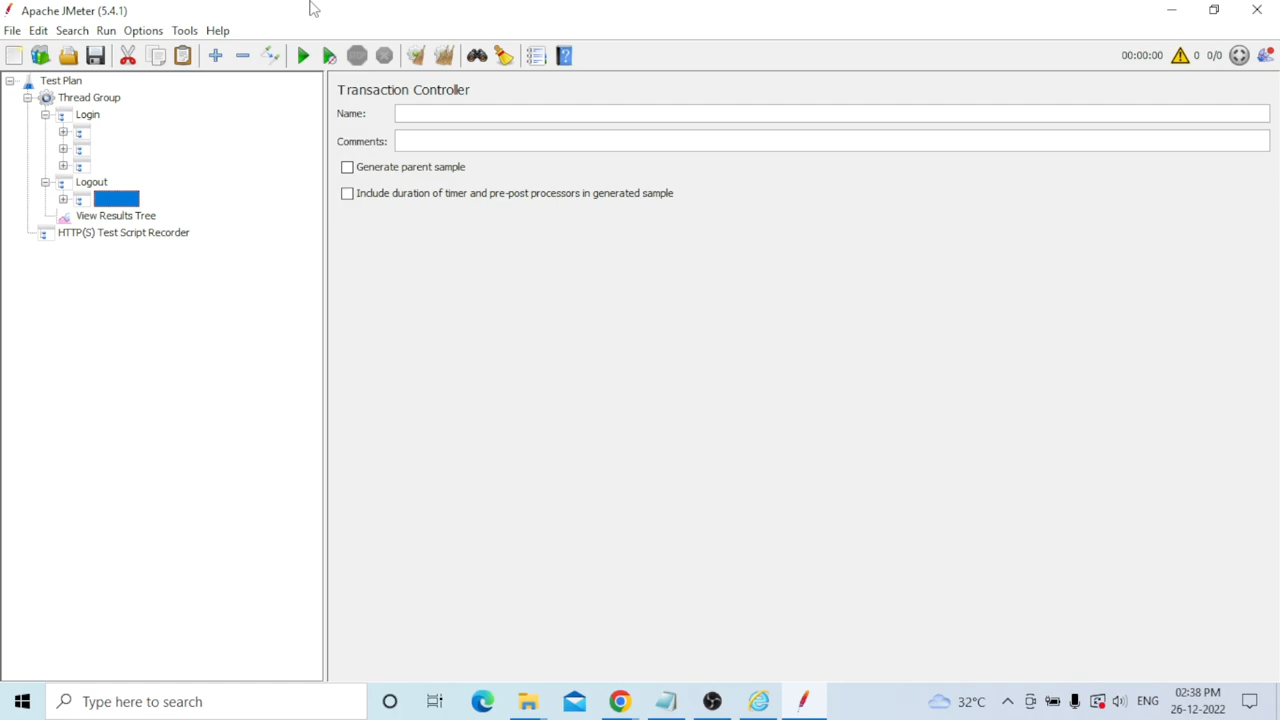 Apache JMeter (5.4.1)
File Edit Search Run Options Tools Help
00:00:00 0 0/0
Test Plan
Thread Group
Login
Logout
View Results Tree
HTTP(S) Test Script Recorder
Transaction Controller
Name:
Comments:
Generate parent sample
Include duration of timer and pre-post processors in generated sample
Type here to search
32°C
ENG
02:38 PM
26-12-2022